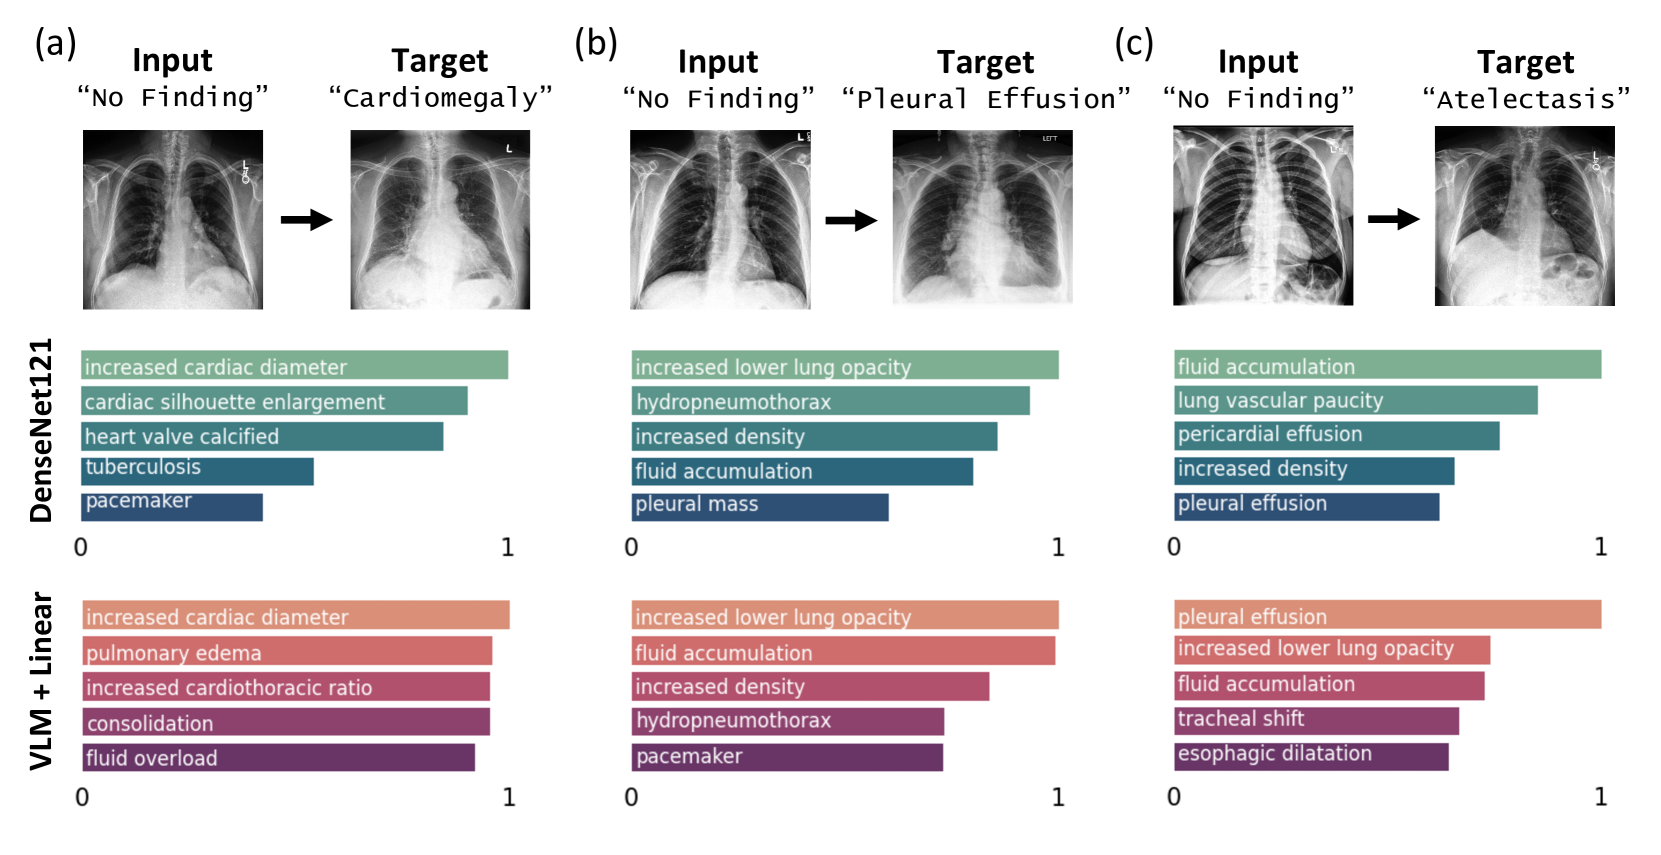 (a)
Input
Target
“No Finding”
“Cardiomegaly”
L
L
(b)
Input
Target
“No Finding”
“Pleural Effusion”
L
LEFT
(c)
Input
Target
“No Finding”
“Atelectasis”
L
DenseNet121
increased cardiac diameter
cardiac silhouette enlargement
heart valve calcified
tuberculosis
pacemaker
0
1
increased lower lung opacity
hydropneumothorax
increased density
fluid accumulation
pleural mass
0
1
fluid accumulation
lung vascular paucity
pericardial effusion
increased density
pleural effusion
0
1
VLM + Linear
increased cardiac diameter
pulmonary edema
increased cardiothoracic ratio
consolidation
fluid overload
0
1
increased lower lung opacity
fluid accumulation
increased density
hydropneumothorax
pacemaker
0
1
pleural effusion
increased lower lung opacity
fluid accumulation
tracheal shift
esophagic dilatation
0
1